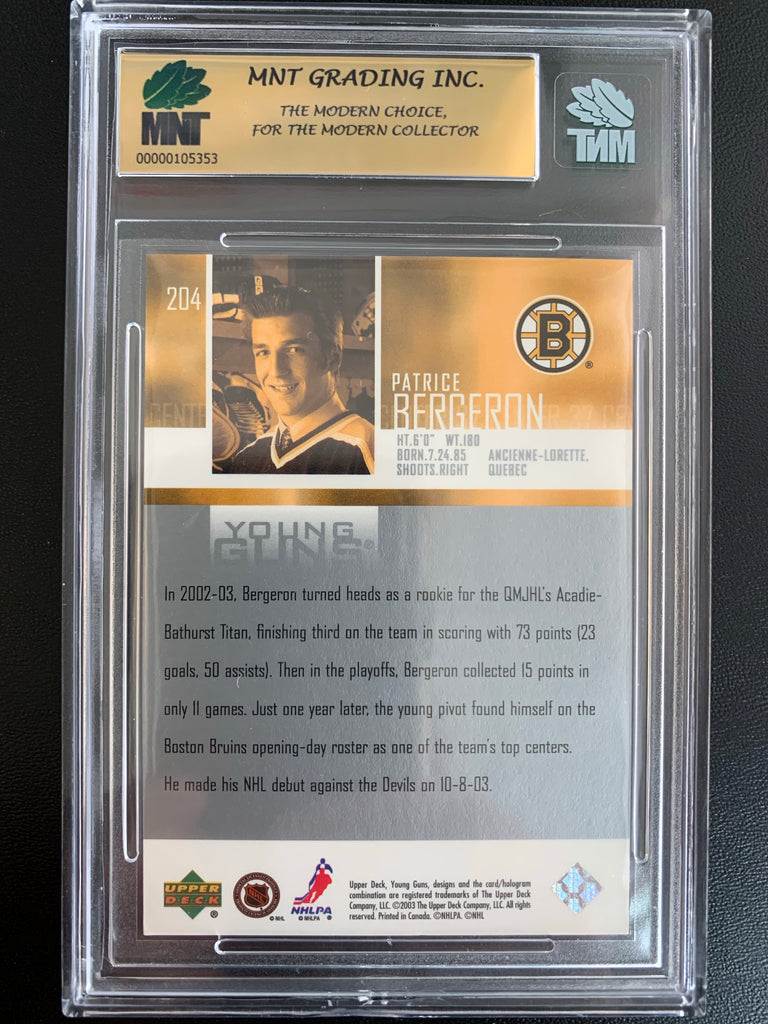 MNT GRADING INC.
THE MODERN CHOICE,
FOR THE MODERN COLLECTOR
MNT
00000105353
MNT
204
B
®
PATRICE
BERGERON
HT.6'0" WT.180
BORN.7.24.85 ANCIENNE-LORETTE,
SHOOTS.RIGHT QUEBEC
YOUNG
GUNS®
In 2002-03, Bergeron turned heads as a rookie for the QMJHL's Acadie-
Bathurst Titan, finishing third on the team in scoring with 73 points (23
goals, 50 assists). Then in the playoffs, Bergeron collected 15 points in
only 11 games. Just one year later, the young pivot found himself on the
Boston Bruins opening-day roster as one of the team's top centers.
He made his NHL debut against the Devils on 10-8-03.
UPPER
DECK
®
NHL
©NHL
NHLPA
©NHLPA ®
Upper Deck, Young Guns, designs and the card/hologram
combination are registered trademarks of The Upper Deck
Company, LLC. ©2003 The Upper Deck Company, LLC. All rights
reserved. Printed in Canada. ©NHLPA. ©NHL